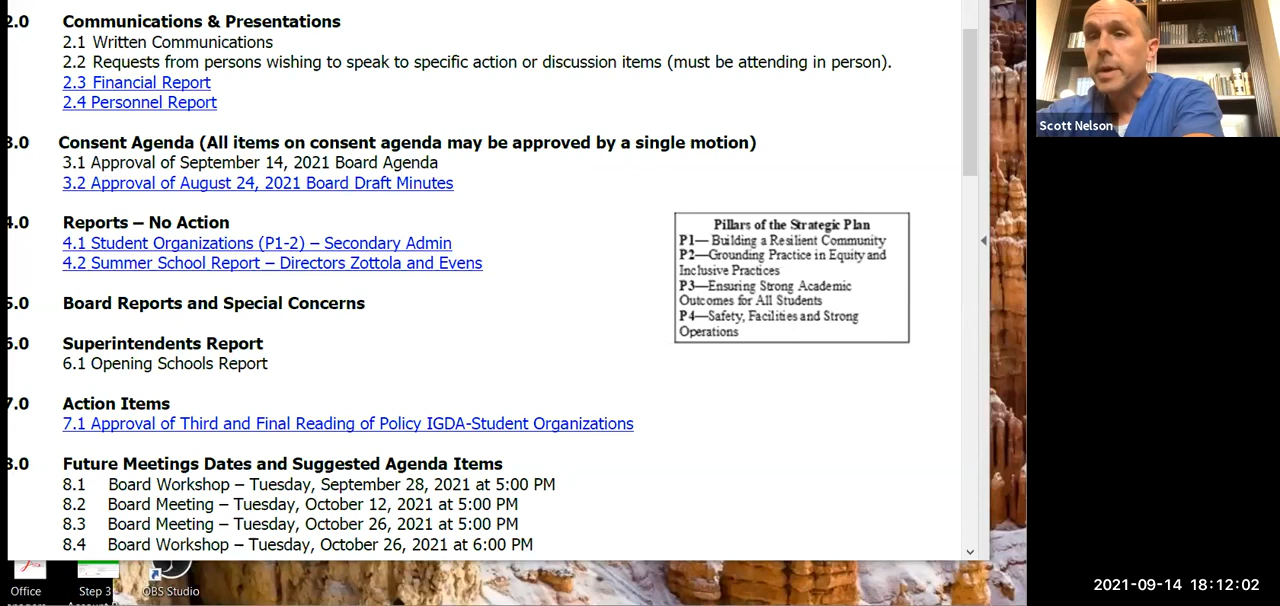 2.0 Communications & Presentations
2.1 Written Communications
2.2 Requests from persons wishing to speak to specific action or discussion items (must be attending in person).
2.3 Financial Report
2.4 Personnel Report
3.0 Consent Agenda (All items on consent agenda may be approved by a single motion)
3.1 Approval of September 14, 2021 Board Agenda
3.2 Approval of August 24, 2021 Board Draft Minutes
4.0 Reports – No Action
4.1 Student Organizations (P1-2) – Secondary Admin
4.2 Summer School Report – Directors Zottola and Evens
Pillars of the Strategic Plan
P1— Building a Resilient Community
P2—Grounding Practice in Equity and
Inclusive Practices
P3—Ensuring Strong Academic
Outcomes for All Students
P4—Safety, Facilities and Strong
Operations
5.0 Board Reports and Special Concerns
6.0 Superintendents Report
6.1 Opening Schools Report
7.0 Action Items
7.1 Approval of Third and Final Reading of Policy IGDA-Student Organizations
8.0 Future Meetings Dates and Suggested Agenda Items
8.1 Board Workshop – Tuesday, September 28, 2021 at 5:00 PM
8.2 Board Meeting – Tuesday, October 12, 2021 at 5:00 PM
8.3 Board Meeting – Tuesday, October 26, 2021 at 5:00 PM
8.4 Board Workshop – Tuesday, October 26, 2021 at 6:00 PM
Office
Step 3
OBS Studio
Scott Nelson
2021-09-14 18:12:02